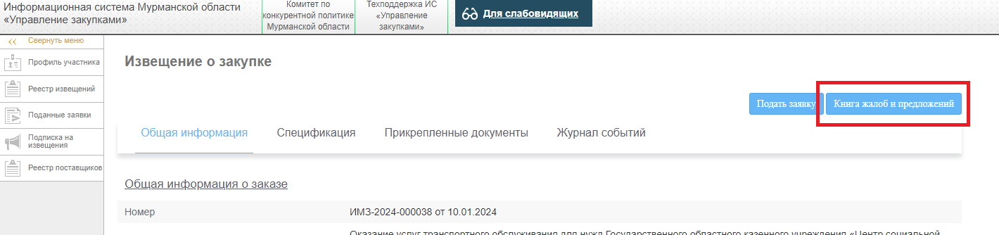 Информационная система Мурманской области
«Управление закупками»
Комитет по
конкурентной политике
Мурманской области
Техподдержка ИС
«Управление
закупками»
Для слабовидящих
Свернуть меню
Профиль участника
Реестр извещений
Поданные заявки
Подписка на
извещения
Реестр поставщиков
Извещение о закупке
Подать заявку
Книга жалоб и предложений
Общая информация
Спецификация
Прикрепленные документы
Журнал событий
Общая информация о заказе
Номер
ИМЗ-2024-000038 от 10.01.2024
Оказание услуг транспортного обслуживания для нужд Государственного областного казенного учреждения «Центр социальной